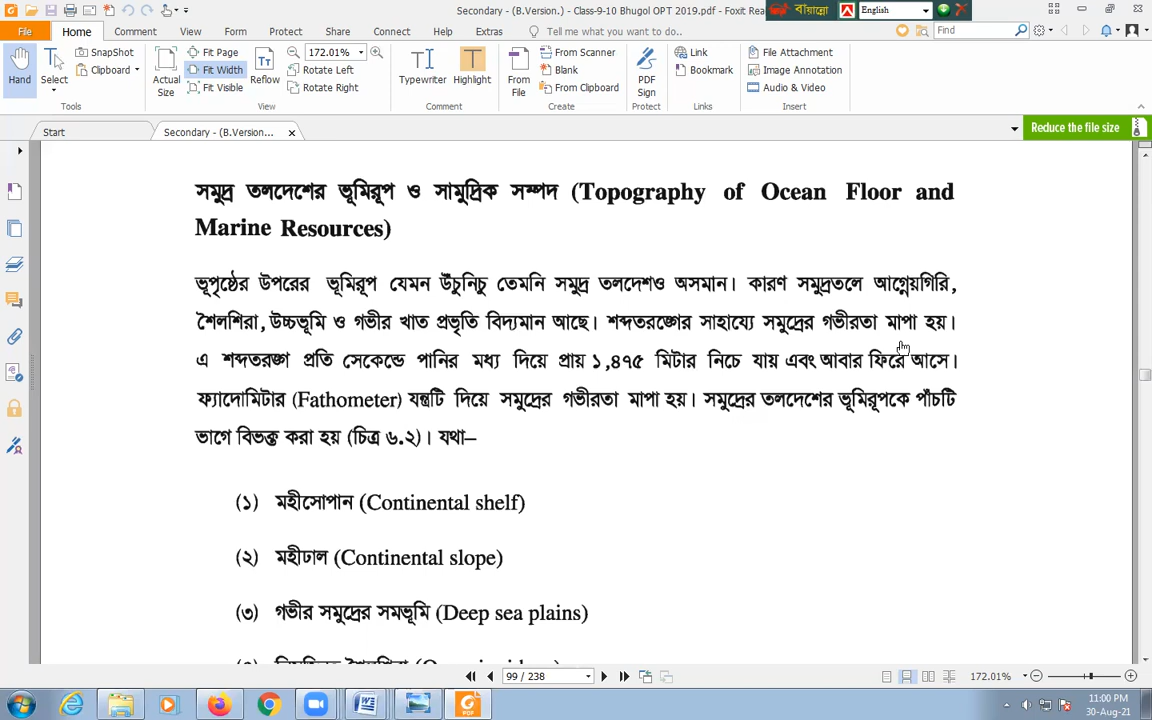 Secondary - (B.Version.) - Class-9-10 Bhugol OPT 2019.pdf - Foxit Rea
বাঁয়ান্নো English
File Home Comment View Form Protect Share Connect Help Extras Tell me what you want to do.. Find
Hand Select SnapShot Clipboard Actual Size Fit Page Fit Width Fit Visible Reflow 172.01% Rotate Left Rotate Right Typewriter Highlight From File From Scanner Blank From Clipboard PDF Sign Link Bookmark File Attachment Image Annotation Audio & Video
Tools View Comment Create Protect Links Insert
Start Secondary - (B.Version... Reduce the file size
সমুদ্র তলদেশের ভূমিরূপ ও সামুদ্রিক সম্পদ (Topography of Ocean Floor and
Marine Resources)
ভূপৃষ্ঠের উপরের ভূমিরূপ যেমন উঁচুনিচু তেমনি সমুদ্র তলদেশও অসমান। কারণ সমুদ্রতলে আগ্নেয়গিরি,
শৈলশিরা, উচ্চভূমি ও গভীর খাত প্রভৃতি বিদ্যমান আছে। শব্দতরঙ্গের সাহায্যে সমুদ্রের গভীরতা মাপা হয়।
এ শব্দতরঙ্গ প্রতি সেকেন্ডে পানির মধ্য দিয়ে প্রায় ১,৪৭৫ মিটার নিচে যায় এবং আবার ফিরে আসে।
ফ্যাদোমিটার (Fathometer) যন্ত্রটি দিয়ে সমুদ্রের গভীরতা মাপা হয়। সমুদ্রের তলদেশের ভূমিরূপকে পাঁচটি
ভাগে বিভক্ত করা হয় (চিত্র ৬.২)। যথা–
(১) মহীসোপান (Continental shelf)
(২) মহীঢাল (Continental slope)
(৩) গভীর সমুদ্রের সমভূমি (Deep sea plains)
99 / 238 172.01%
11:00 PM
30-Aug-21